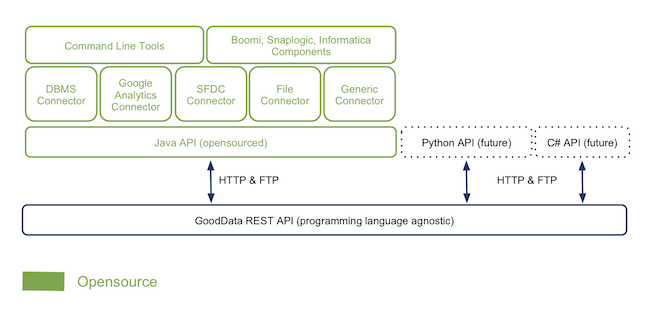 Command Line Tools
Boomi, Snaplogic, Informatica
Components
DBMS
Connector
Google
Analytics
Connector
SFDC
Connector
File
Connector
Generic
Connector
Java API (opensourced)
Python API (future)
C# API (future)
HTTP & FTP
HTTP & FTP
GoodData REST API (programming language agnostic)
Opensource